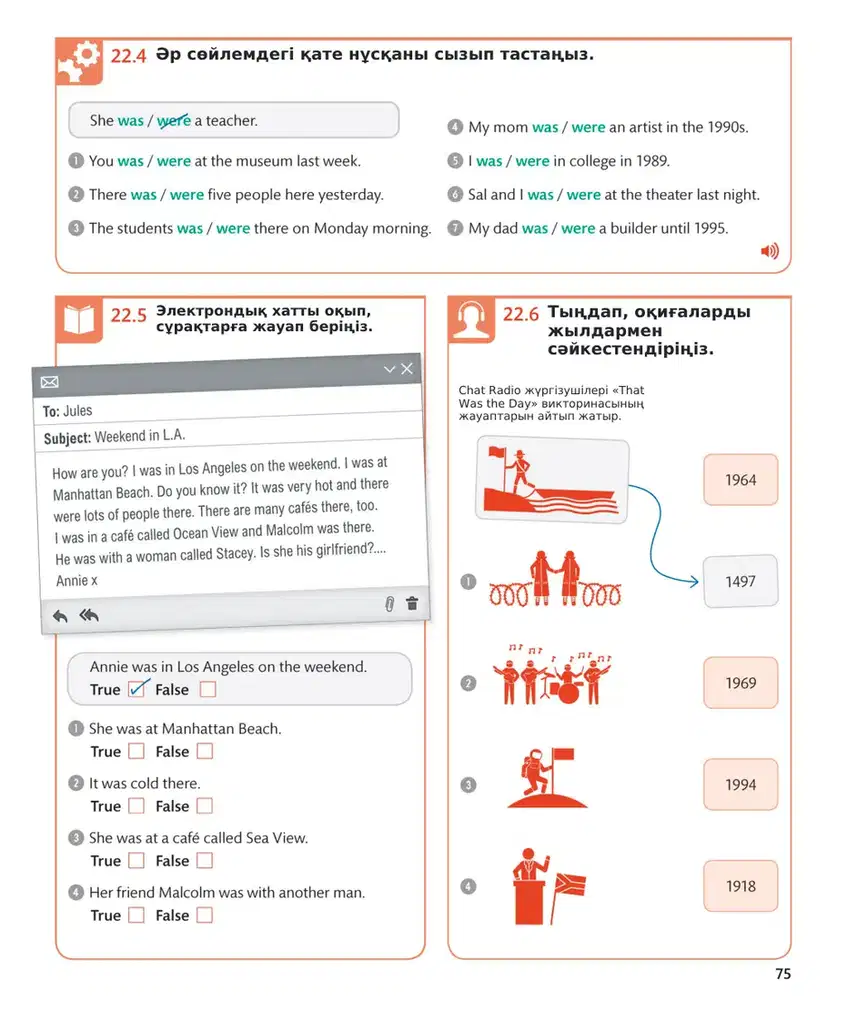 22.4 Әр сөйлемдегі қате нұсқаны сызып тастаңыз.
She was / were a teacher.
1 You was / were at the museum last week.
2 There was / were five people here yesterday.
3 The students was / were there on Monday morning.
4 My mom was / were an artist in the 1990s.
5 I was / were in college in 1989.
6 Sal and I was / were at the theater last night.
7 My dad was / were a builder until 1995.
22.5 Электрондық хатты оқып,
сұрақтарға жауап беріңіз.
To: Jules
Subject: Weekend in L.A.
How are you? I was in Los Angeles on the weekend. I was at
Manhattan Beach. Do you know it? It was very hot and there
were lots of people there. There are many cafés there, too.
I was in a café called Ocean View and Malcolm was there.
He was with a woman called Stacey. Is she his girlfriend?....
Annie x
Annie was in Los Angeles on the weekend.
True False
1 She was at Manhattan Beach.
True False
2 It was cold there.
True False
3 She was at a café called Sea View.
True False
4 Her friend Malcolm was with another man.
True False
22.6 Тыңдап, оқиғаларды
жылдармен
сәйкестендіріңіз.
Chat Radio жүргізушілері «That
Was the Day» викторинасының
жауаптарын айтып жатыр.
1964
1
1497
2
1969
3
1994
4
1918
75